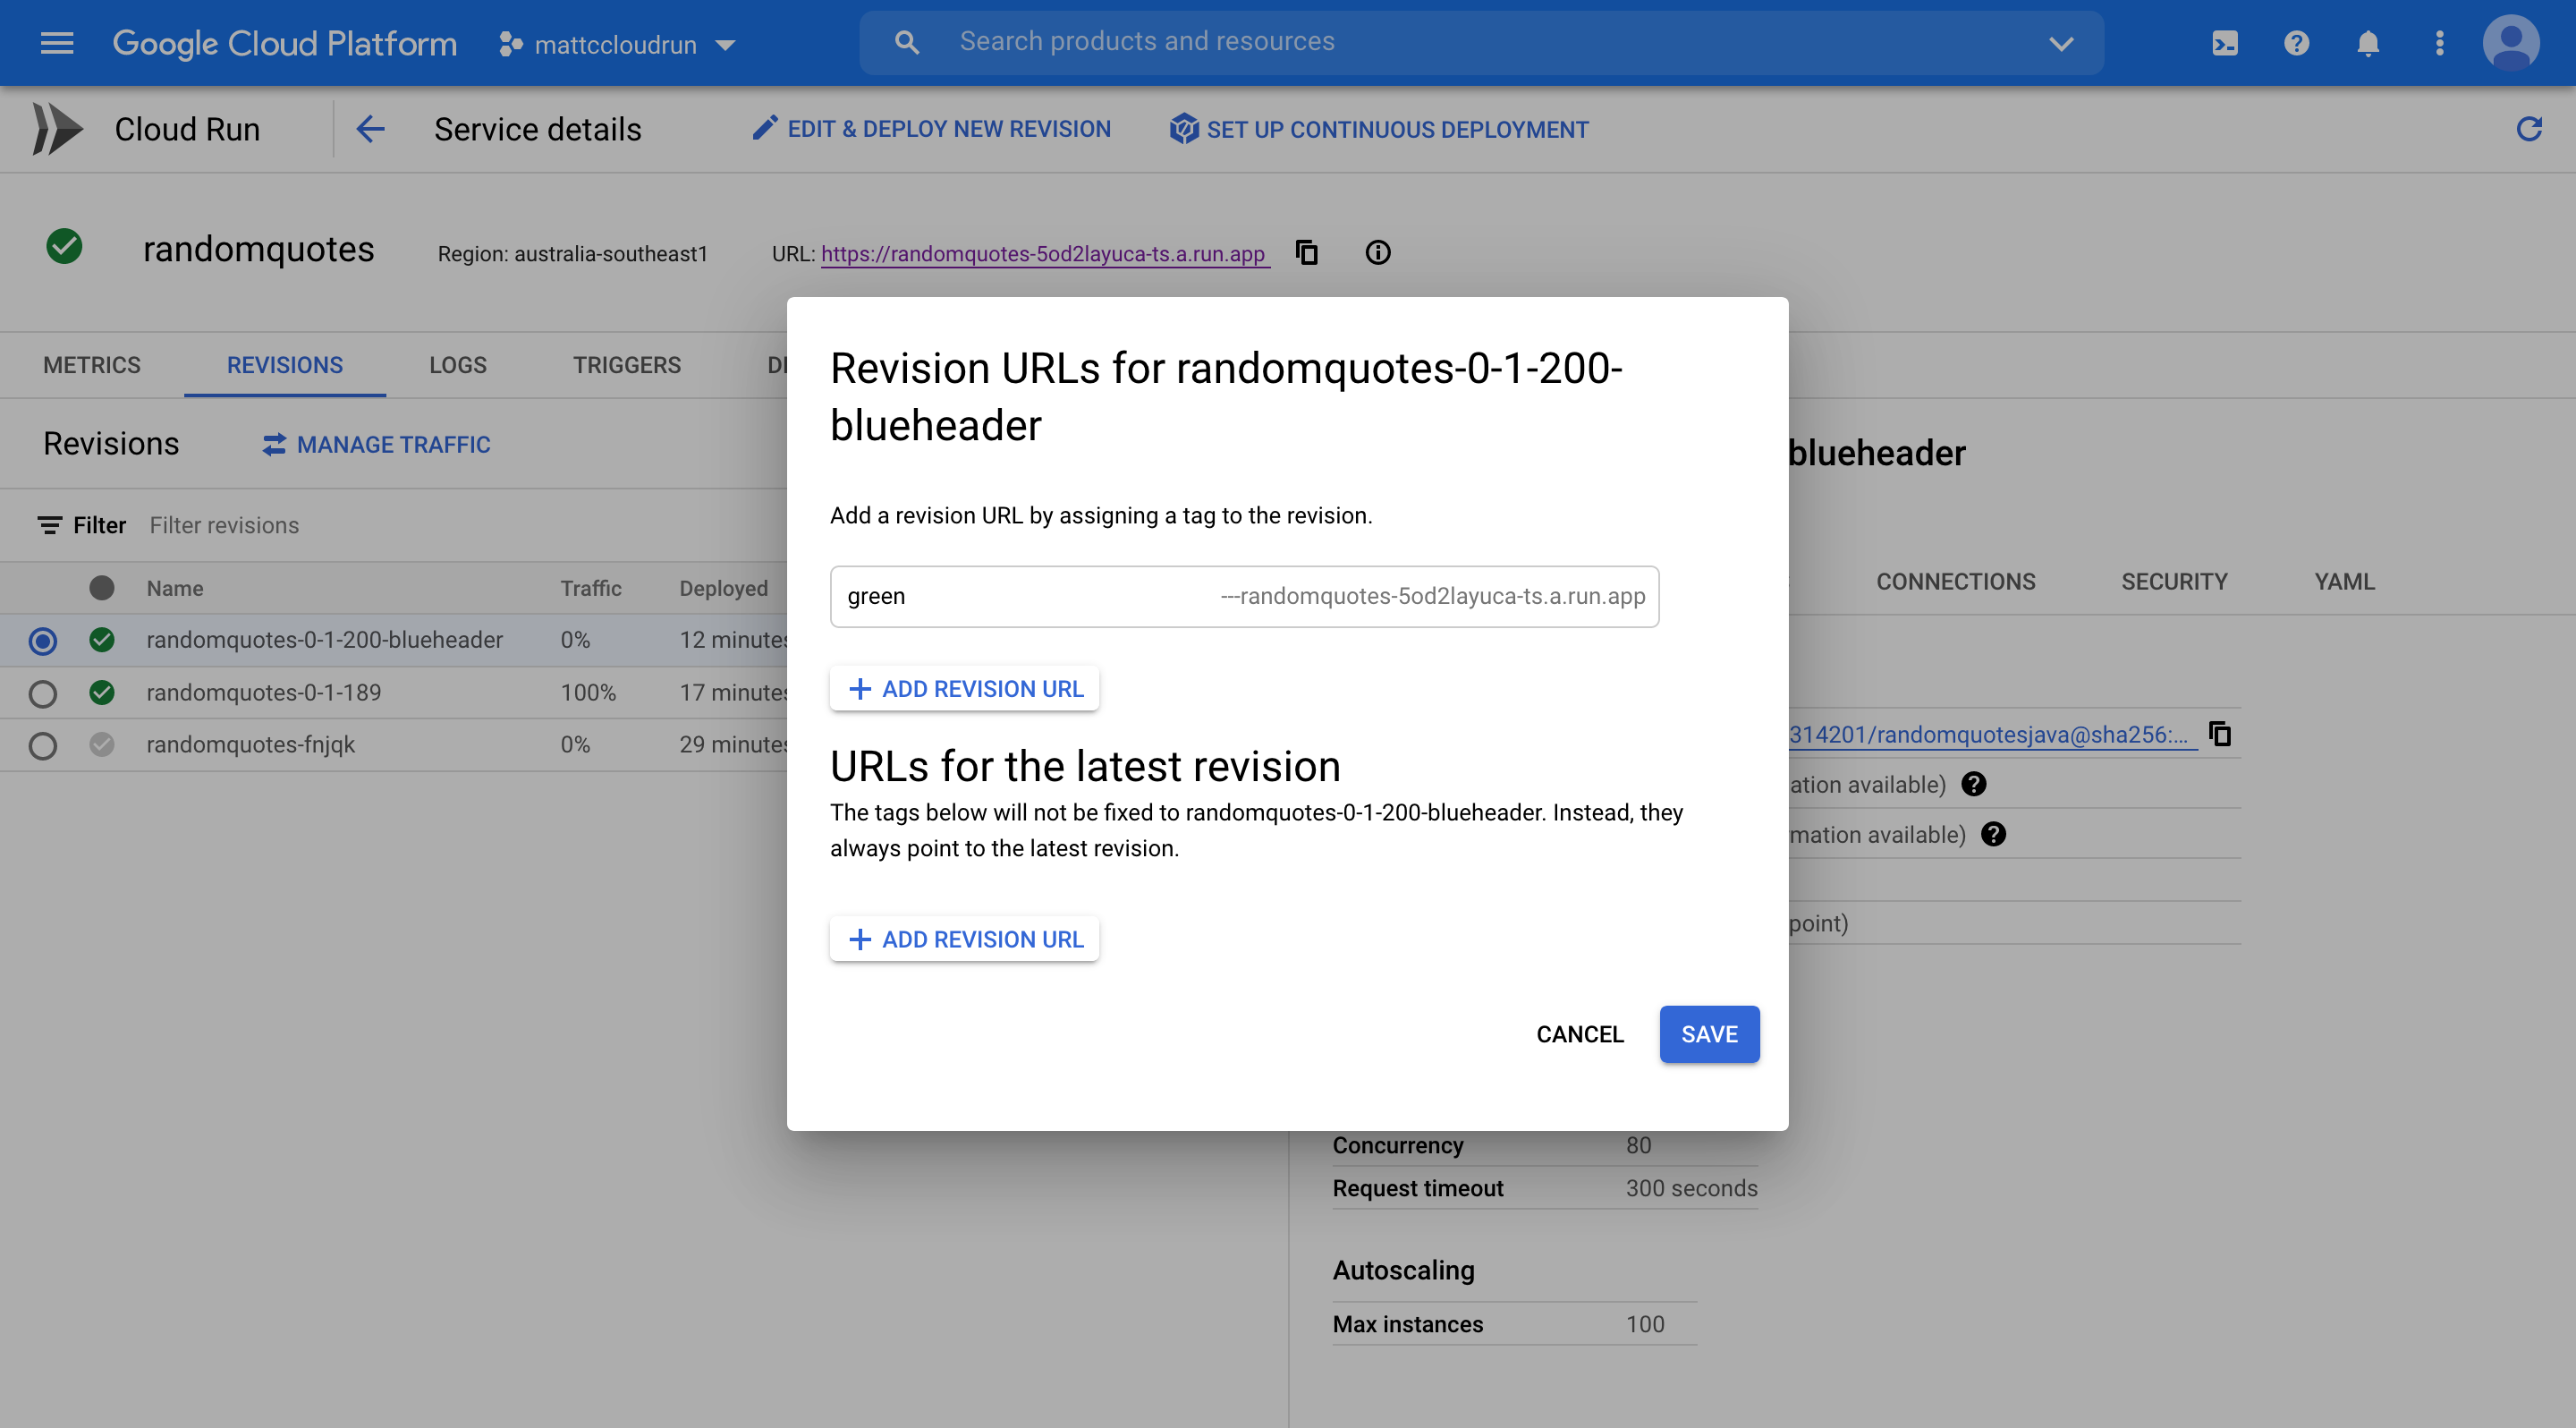 Google Cloud Platform
mattccloudrun
Search products and resources
Cloud Run
Service details
EDIT & DEPLOY NEW REVISION
SET UP CONTINUOUS DEPLOYMENT
randomquotes
Region: australia-southeast1
URL: https://randomquotes-5od2layuca-ts.a.run.app
METRICS
REVISIONS
LOGS
TRIGGERS
Revisions
MANAGE TRAFFIC
Filter
Filter revisions
Name Traffic Deployed
randomquotes-0-1-200-blueheader 0% 12 minutes
randomquotes-0-1-189 100% 17 minutes
randomquotes-fnjqk 0% 29 minutes
Revision URLs for randomquotes-0-1-200-
blueheader
Add a revision URL by assigning a tag to the revision.
green ---randomquotes-5od2layuca-ts.a.run.app
ADD REVISION URL
URLs for the latest revision
The tags below will not be fixed to randomquotes-0-1-200-blueheader. Instead, they
always point to the latest revision.
ADD REVISION URL
CANCEL
SAVE
blueheader
CONNECTIONS
SECURITY
YAML
314201/randomquotesjava@sha256:...
ation available)
mation available)
point)
Concurrency 80
Request timeout 300 seconds
Autoscaling
Max instances 100